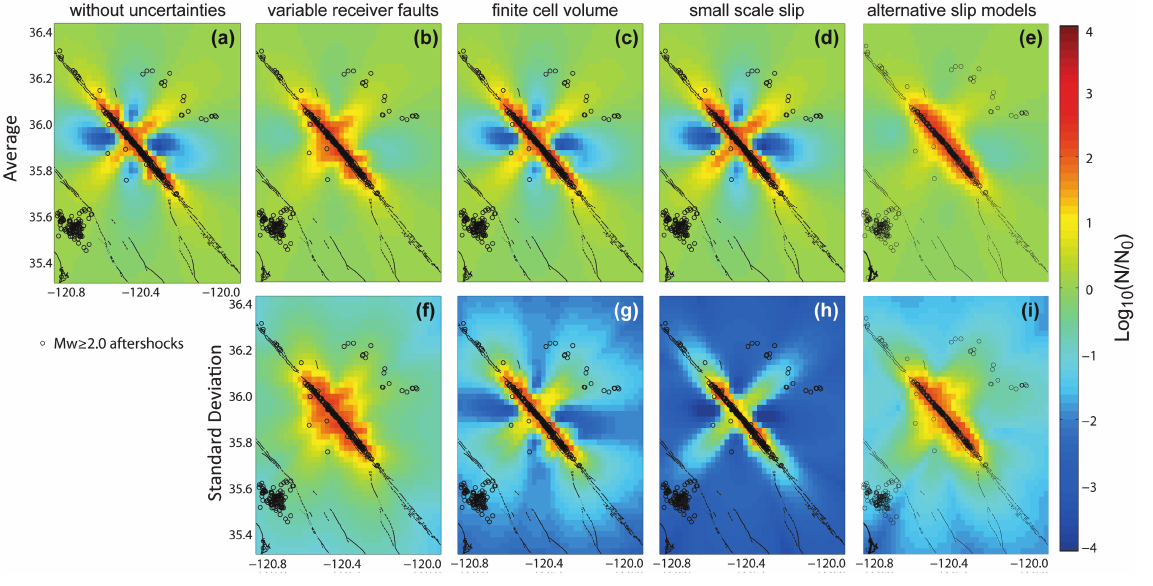 without uncertainties
variable receiver faults
finite cell volume
small scale slip
alternative slip models
36.4
36.2
36.0
35.8
35.6
35.4
Average
(a)
(b)
(c)
(d)
(e)
−120.8
−120.4
−120.0
4
3
2
1
0
−1
−2
−3
−4
Log10(N/N0)
Mw≥2.0 aftershocks
36.4
36.2
36.0
35.8
35.6
35.4
Standard Deviation
(f)
(g)
(h)
(i)
−120.8 −120.4 −120.0
−120.8 −120.4 −120.0
−120.8 −120.4 −120.0
−120.8 −120.4 −120.0